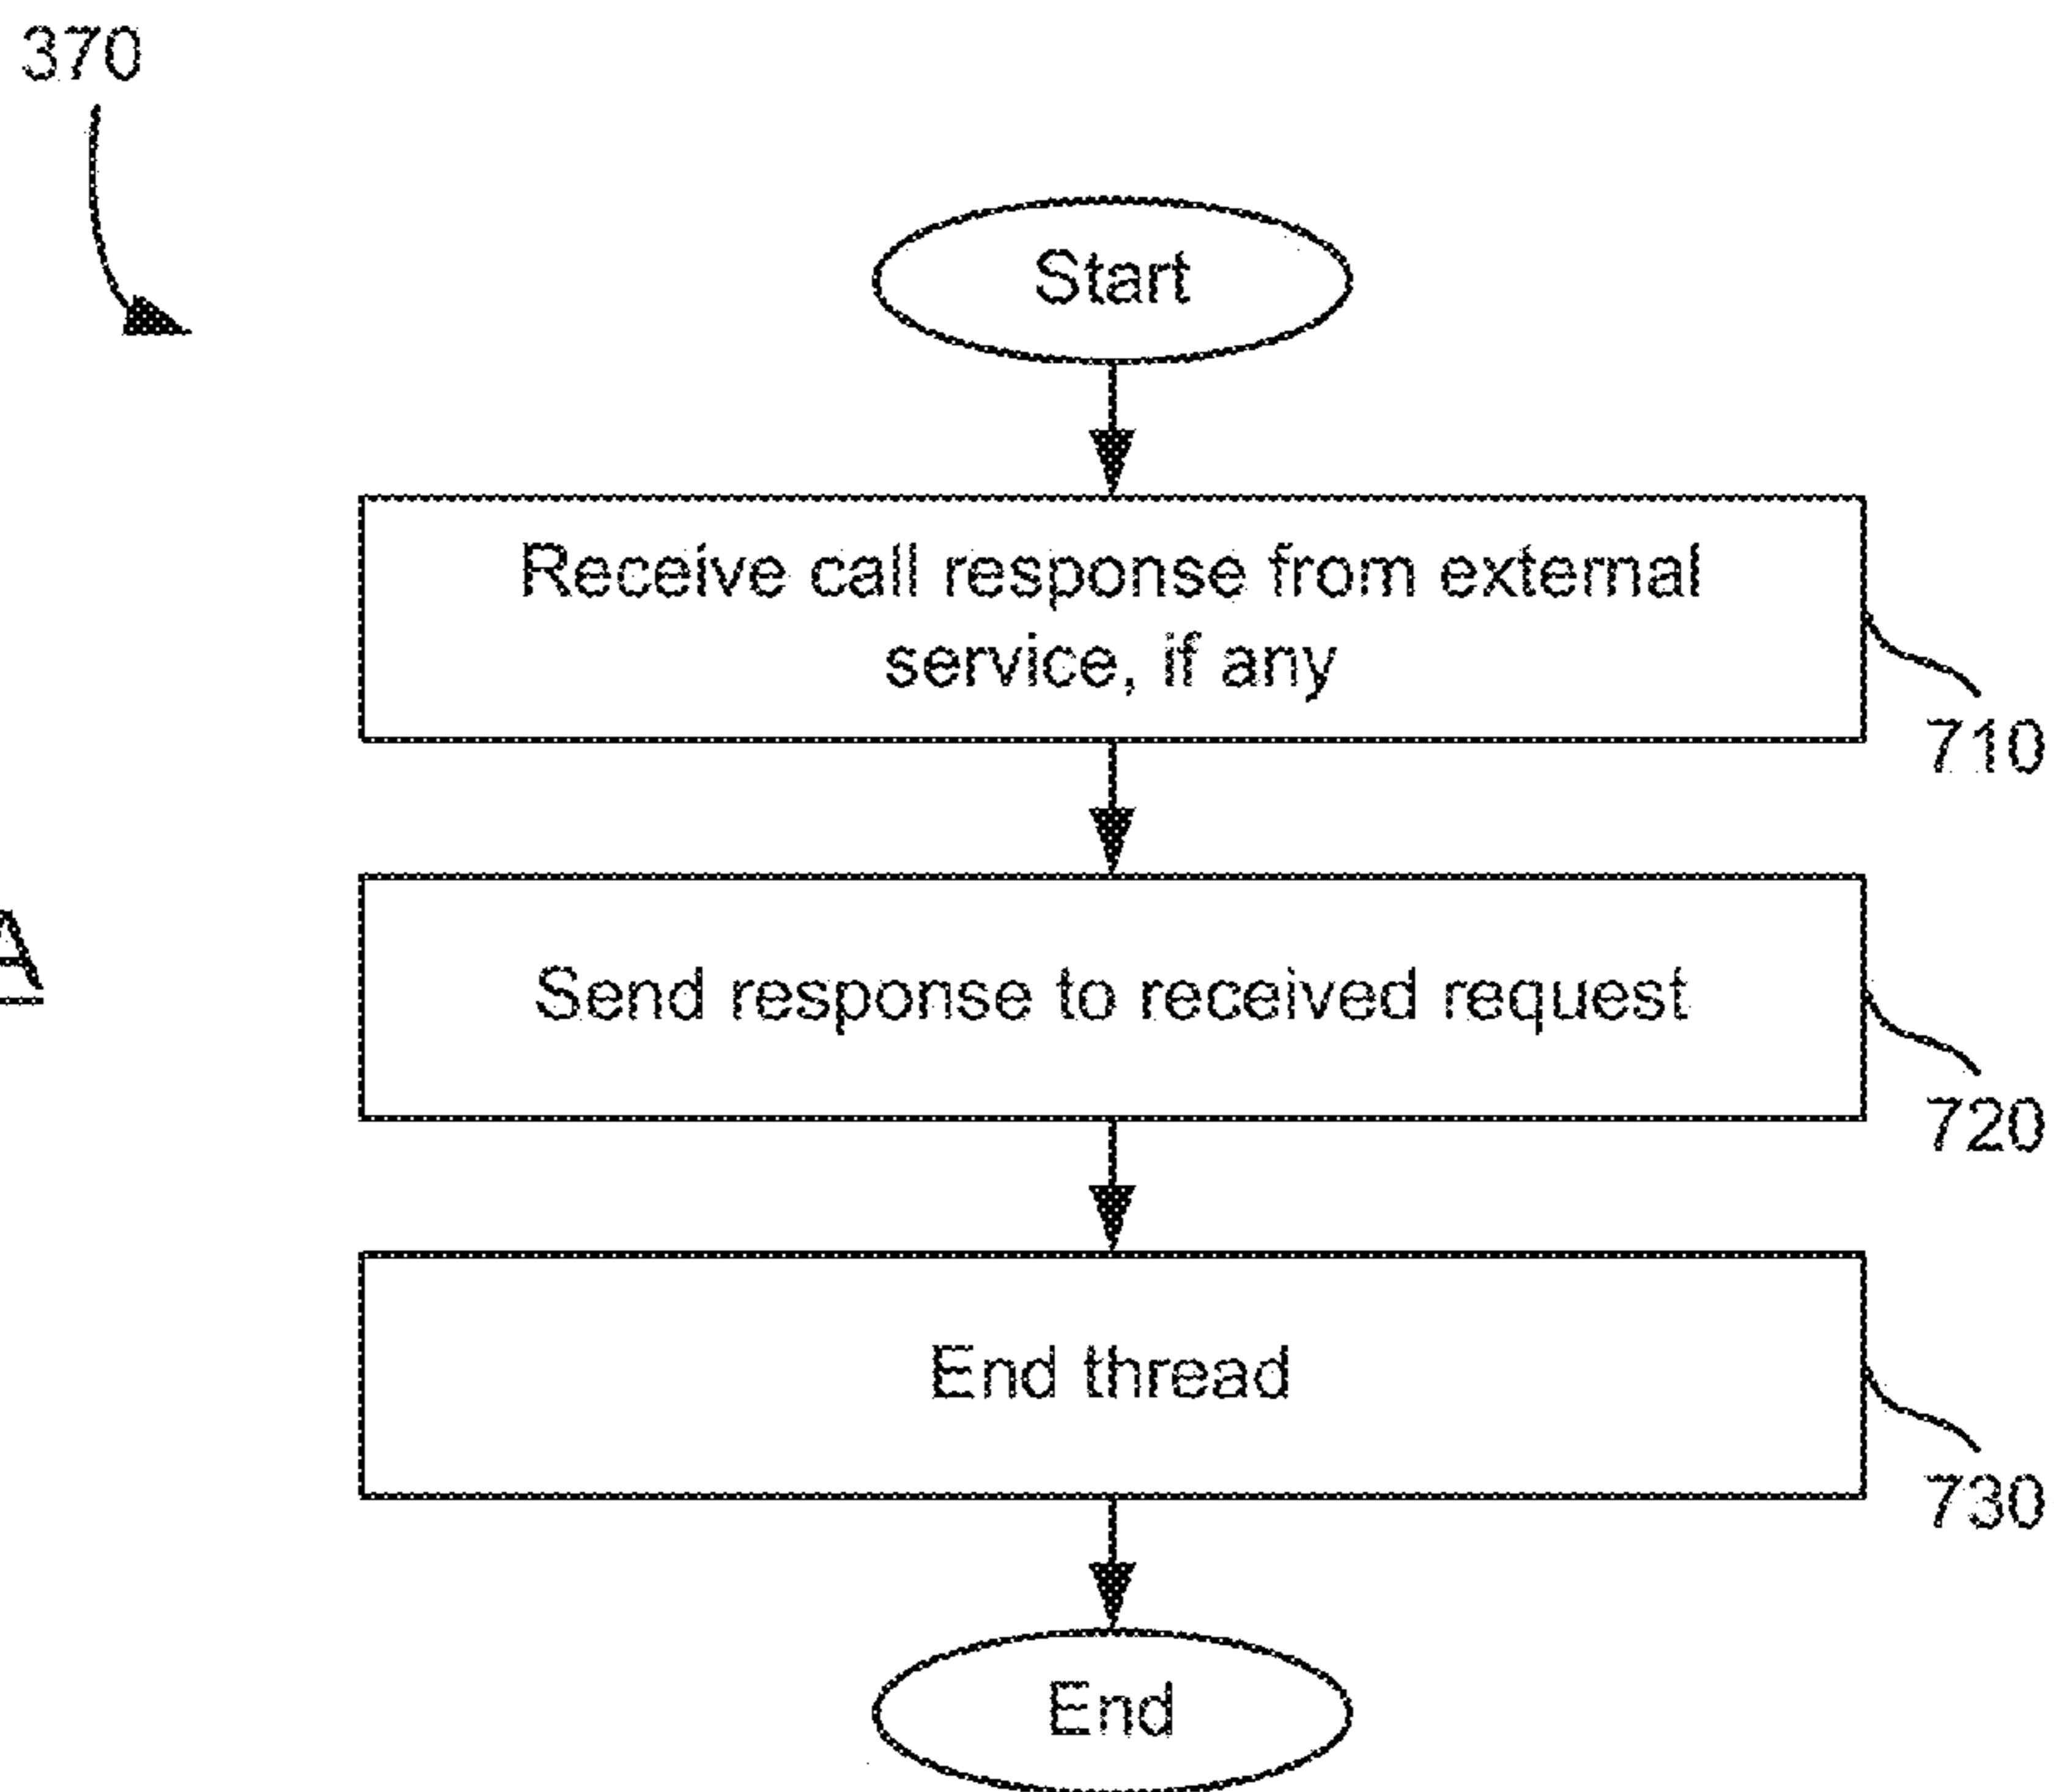 370
Start
Receive call response from external
service, if any
710
A
Send response to received request
720
End thread
730
End